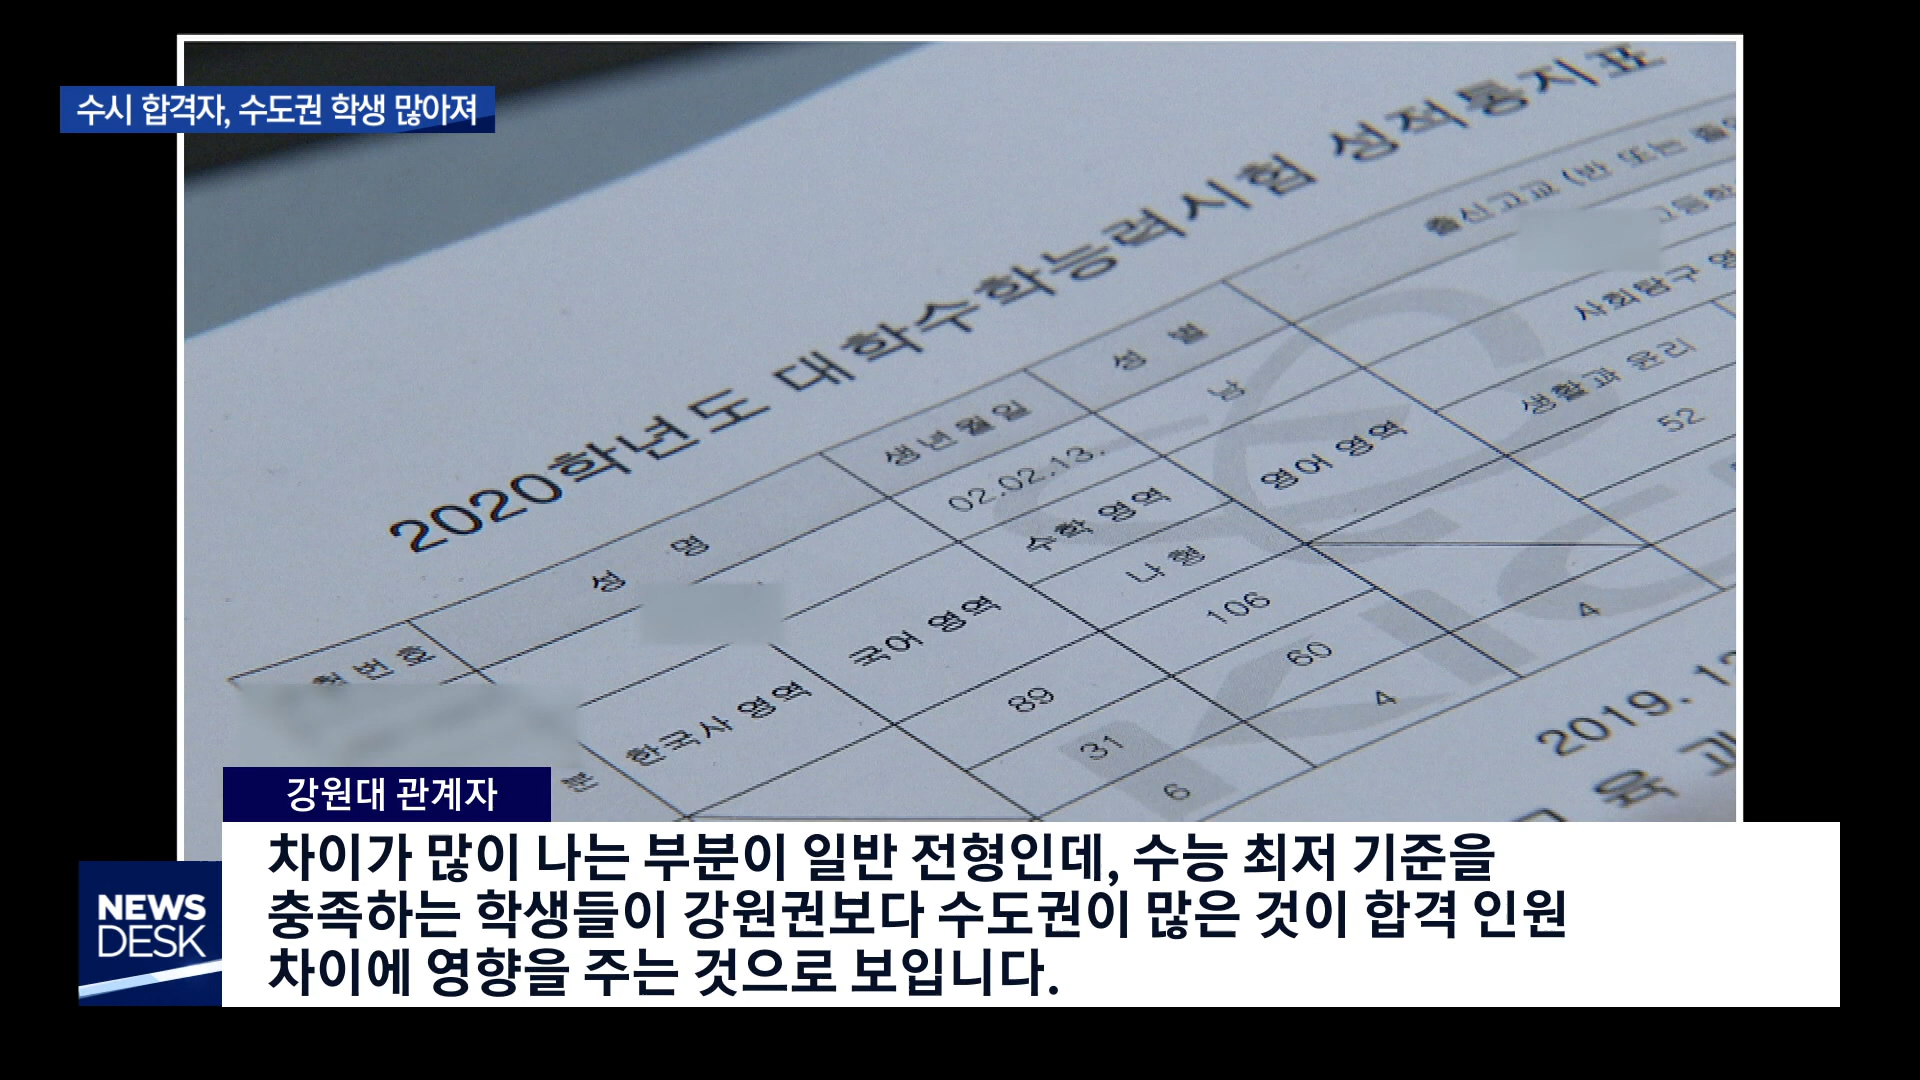 수시 합격자, 수도권 학생 많아져
2020학년도 대학수학능력시험 성적통지표
번호
성 명
생년월일
성 별
출신고교 (반 또는
02.02.13.
남
고등학
한국사 영역
국어 영역
수학 영역
영어 영역
사회탐구
나 형
생활과 윤리
89
106
52
31
60
6
4
4
2019. 1
강원대 관계자
차이가 많이 나는 부분이 일반 전형인데, 수능 최저 기준을
충족하는 학생들이 강원권보다 수도권이 많은 것이 합격 인원
차이에 영향을 주는 것으로 보입니다.
NEWS
DESK